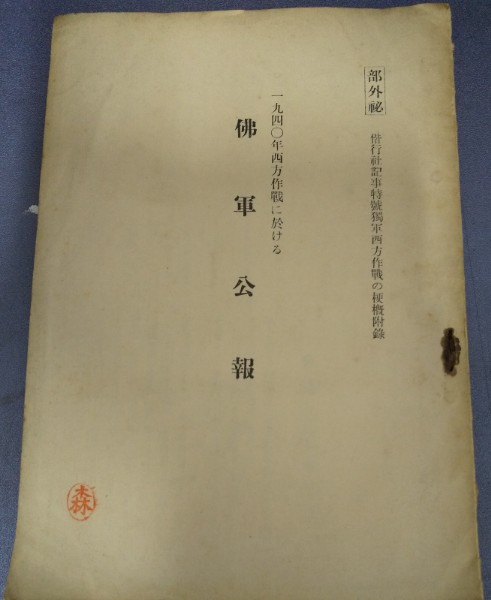 部外祕
偕行社記事特號獨軍西方作戰の梗概附錄
一九四〇年西方作戰に於ける
佛軍公報
森